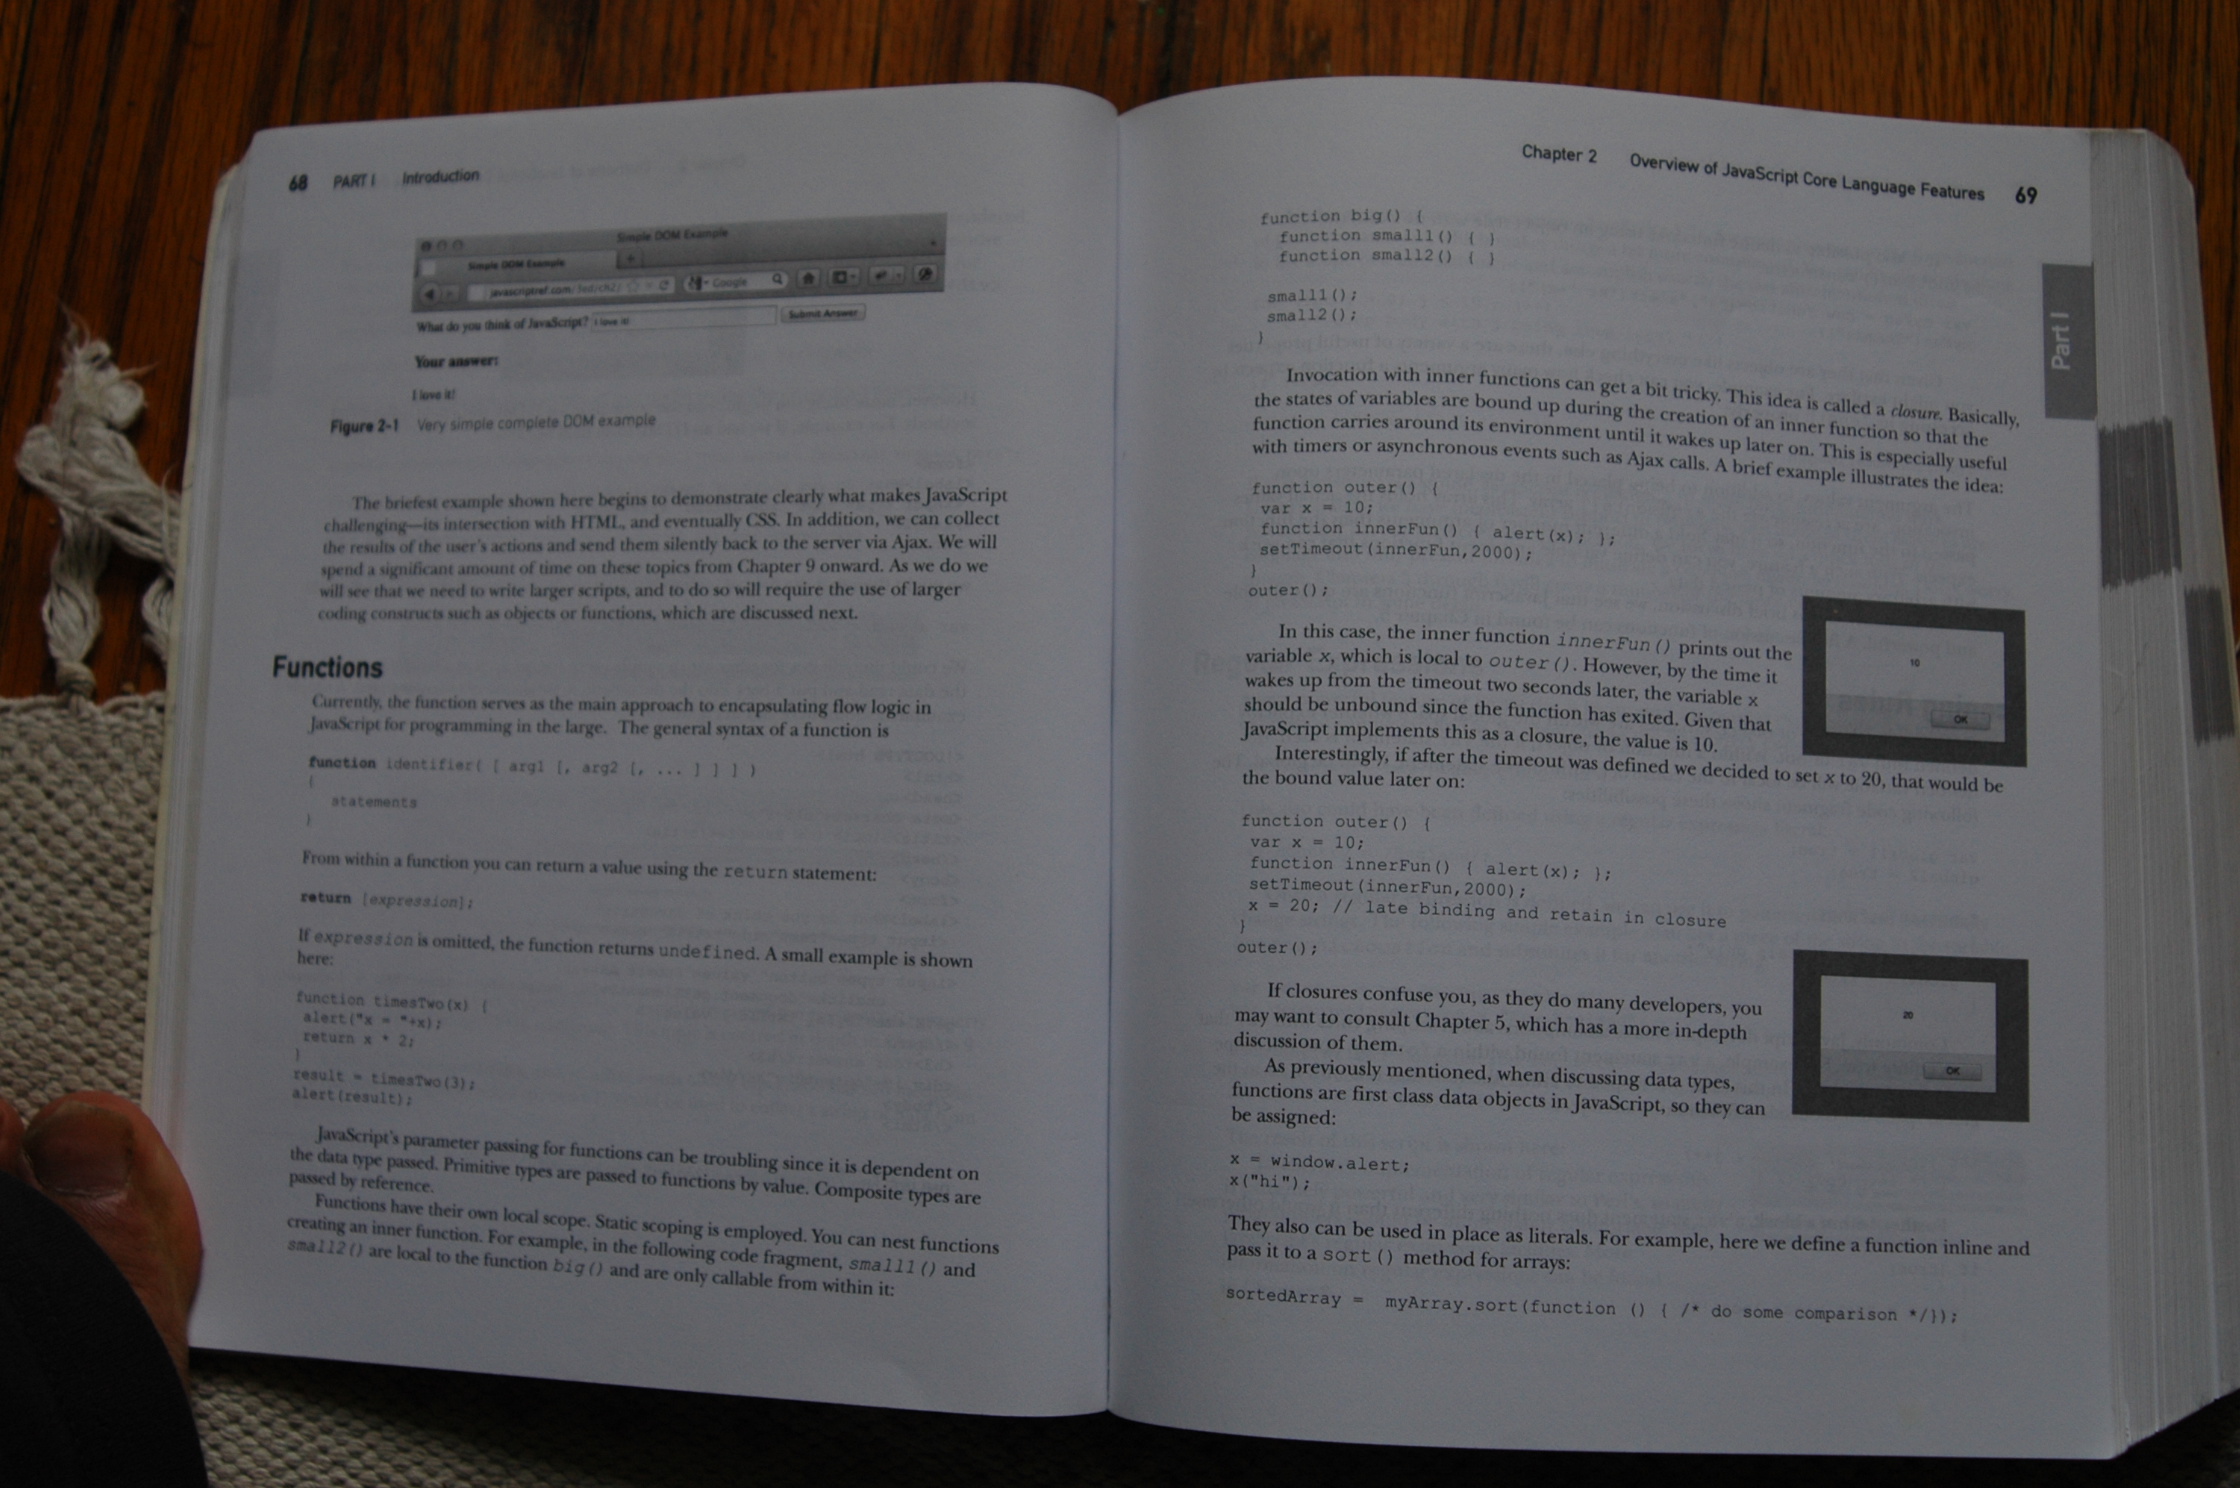 68 PART I Introduction
Simple DOM Example
Simple DOM Example
javascriptref.com/3ed/ch2/
Google
What do you think of JavaScript? I love it! Submit Answer
Your answer:
I love it!
Figure 2-1 Very simple complete DOM example
The briefest example shown here begins to demonstrate clearly what makes JavaScript
challenging—its intersection with HTML, and eventually CSS. In addition, we can collect
the results of the user's actions and send them silently back to the server via Ajax. We will
spend a significant amount of time on these topics from Chapter 9 onward. As we do we
will see that we need to write larger scripts, and to do so will require the use of larger
coding constructs such as objects or functions, which are discussed next.
Functions
Currently, the function serves as the main approach to encapsulating flow logic in
JavaScript for programming in the large. The general syntax of a function is
function identifier( [ arg1 [, arg2 [, ... ] ] ] )
{
statements
}
From within a function you can return a value using the return statement:
return [expression];
If expression is omitted, the function returns undefined. A small example is shown
here:
function timesTwo(x) {
alert("x = "+x);
return x * 2;
}
result = timesTwo(3);
alert(result);
JavaScript's parameter passing for functions can be troubling since it is dependent on
the data type passed. Primitive types are passed to functions by value. Composite types are
passed by reference.
Functions have their own local scope. Static scoping is employed. You can nest functions
creating an inner function. For example, in the following code fragment, small1() and
small2() are local to the function big() and are only callable from within it:
Chapter 2 Overview of JavaScript Core Language Features 69
Part I
function big() {
function small1() { }
function small2() { }
small1();
small2();
}
Invocation with inner functions can get a bit tricky. This idea is called a closure. Basically,
the states of variables are bound up during the creation of an inner function so that the
function carries around its environment until it wakes up later on. This is especially useful
with timers or asynchronous events such as Ajax calls. A brief example illustrates the idea:
function outer() {
var x = 10;
function innerFun() { alert(x); };
setTimeout(innerFun,2000);
}
outer();
10
OK
In this case, the inner function innerFun() prints out the
variable x, which is local to outer(). However, by the time it
wakes up from the timeout two seconds later, the variable x
should be unbound since the function has exited. Given that
JavaScript implements this as a closure, the value is 10.
Interestingly, if after the timeout was defined we decided to set x to 20, that would be
the bound value later on:
function outer() {
var x = 10;
function innerFun() { alert(x); };
setTimeout(innerFun,2000);
x = 20; // late binding and retain in closure
}
outer();
20
OK
If closures confuse you, as they do many developers, you
may want to consult Chapter 5, which has a more in-depth
discussion of them.
As previously mentioned, when discussing data types,
functions are first class data objects in JavaScript, so they can
be assigned:
x = window.alert;
x("hi");
They also can be used in place as literals. For example, here we define a function inline and
pass it to a sort() method for arrays:
sortedArray = myArray.sort(function () { /* do some comparison */});